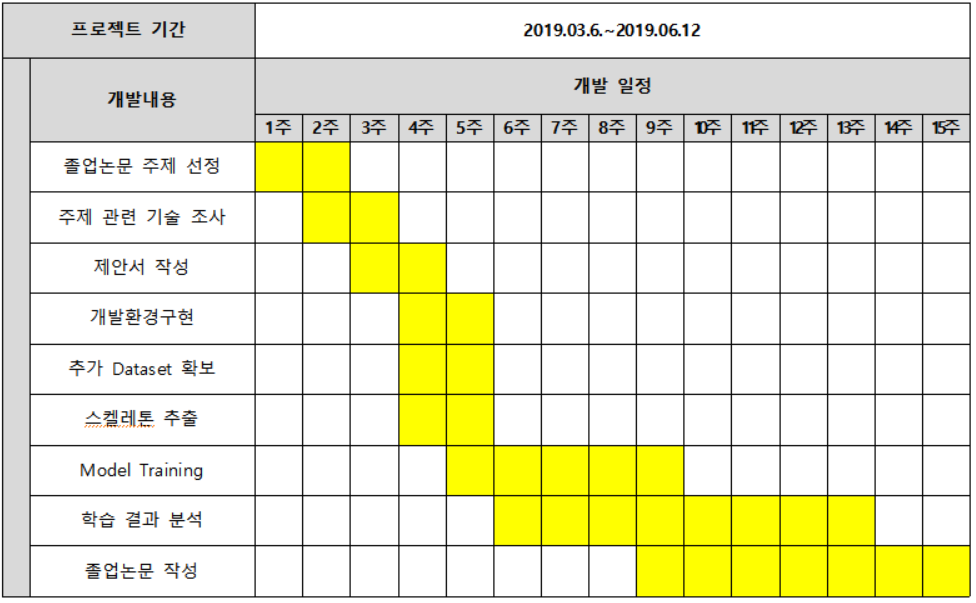 프로젝트 기간
2019.03.6.~2019.06.12
개발내용
개발 일정
1주 2주 3주 4주 5주 6주 7주 8주 9주 10주 11주 12주 13주 14주 15주
졸업논문 주제 선정
주제 관련 기술 조사
제안서 작성
개발환경구현
추가 Dataset 확보
스켈레톤 추출
Model Training
학습 결과 분석
졸업논문 작성